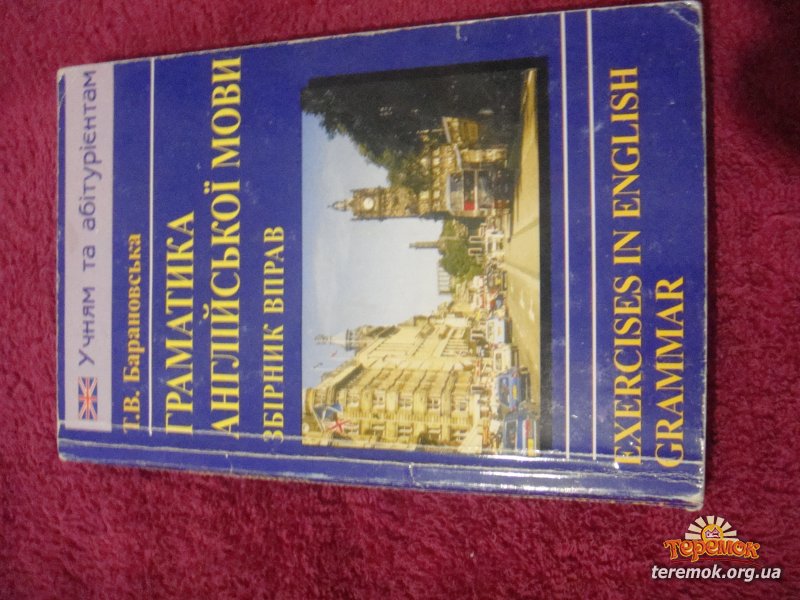 Учням та абітурієнтам
Т.В. Барановська
ГРАМАТИКА
АНГЛІЙСЬКОЇ МОВИ
ЗБІРНИК ВПРАВ
EXERCISES IN ENGLISH
GRAMMAR
Теремок
teremok.org.ua